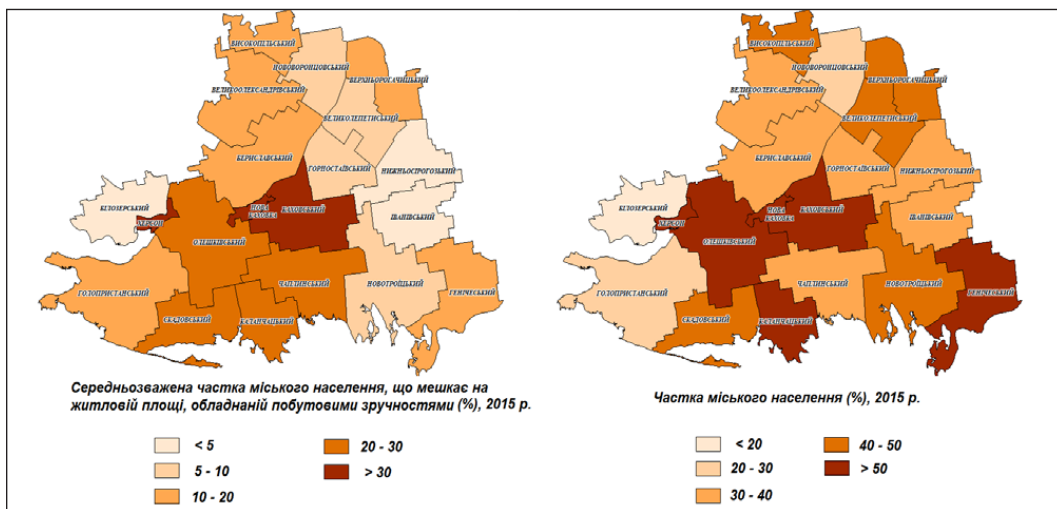 ВИСОКОПІЛЬСЬКИЙ
НОВОВОРОНЦОВСЬКИЙ
ВЕРХНЬОРОГАЧИЦЬКИЙ
ВЕЛИКООЛЕКСАНДРІВСЬКИЙ
ВЕЛИКОЛЕПЕТИСЬКИЙ
БЕРИСЛАВСЬКИЙ
ГОРНОСТАЇВСЬКИЙ
НИЖНЬОСІРОГОЗЬКИЙ
БІЛОЗЕРСЬКИЙ
ХЕРСОН
НОВА
КАХОВКА
КАХОВСЬКИЙ
ІВАНІВСЬКИЙ
ОЛЕШКІВСЬКИЙ
ГОЛОПРИСТАНСЬКИЙ
ЧАПЛИНСЬКИЙ
НОВОТРОЇЦЬКИЙ
ГЕНІЧЕСЬКИЙ
СКАДОВСЬКИЙ
КАЛАНЧАЦЬКИЙ
Середньозважена частка міського населення, що мешкає на
житловій площі, обладнаній побутовими зручностями (%), 2015 р.
< 5
5 - 10
10 - 20
20 - 30
> 30
ВИСОКОПІЛЬСЬКИЙ
НОВОВОРОНЦОВСЬКИЙ
ВЕРХНЬОРОГАЧИЦЬКИЙ
ВЕЛИКООЛЕКСАНДРІВСЬКИЙ
ВЕЛИКОЛЕПЕТИСЬКИЙ
БЕРИСЛАВСЬКИЙ
ГОРНОСТАЇВСЬКИЙ
НИЖНЬОСІРОГОЗЬКИЙ
БІЛОЗЕРСЬКИЙ
ХЕРСОН
НОВА
КАХОВКА
КАХОВСЬКИЙ
ІВАНІВСЬКИЙ
ОЛЕШКІВСЬКИЙ
ГОЛОПРИСТАНСЬКИЙ
ЧАПЛИНСЬКИЙ
НОВОТРОЇЦЬКИЙ
ГЕНІЧЕСЬКИЙ
СКАДОВСЬКИЙ
КАЛАНЧАЦЬКИЙ
Частка міського населення (%), 2015 р.
< 20
20 - 30
30 - 40
40 - 50
> 50